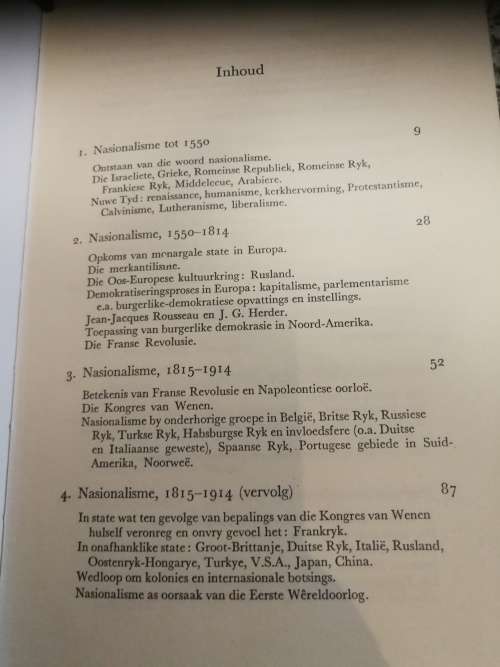 Inhoud
1. Nasionalisme tot 1550 9
Ontstaan van die woord nasionalisme.
Die Israeliete, Grieke, Romeinse Republiek, Romeinse Ryk,
Frankiese Ryk, Middeleeue, Arabiere.
Nuwe Tyd: renaissance, humanisme, kerkhervorming, Protestantisme,
Calvinisme, Lutheranisme, liberalisme.
2. Nasionalisme, 1550–1814 28
Opkoms van monargale state in Europa.
Die merkantilisme.
Die Oos-Europese kultuurkring: Rusland.
Demokratiseringsproses in Europa: kapitalisme, parlementarisme
e.a. burgerlike-demokratiese opvattings en instellings.
Jean-Jacques Rousseau en J. G. Herder.
Toepassing van burgerlike demokrasie in Noord-Amerika.
Die Franse Revolusie.
3. Nasionalisme, 1815–1914 52
Betekenis van Franse Revolusie en Napoleontiese oorloë.
Die Kongres van Wenen.
Nasionalisme by onderhorige groepe in België, Britse Ryk, Russiese
Ryk, Turkse Ryk, Habsburgse Ryk en invloedsfere (o.a. Duitse
en Italiaanse geweste), Spaanse Ryk, Portugese gebiede in Suid-
Amerika, Noorweë.
4. Nasionalisme, 1815–1914 (vervolg) 87
In state wat ten gevolge van bepalings van die Kongres van Wenen
hulself veronreg en onvry gevoel het: Frankryk.
In onafhanklike state: Groot-Brittanje, Duitse Ryk, Italië, Rusland,
Oostenryk-Hongarye, Turkye, V.S.A., Japan, China.
Wedloop om kolonies en internasionale botsings.
Nasionalisme as oorsaak van die Eerste Wêreldoorlog.